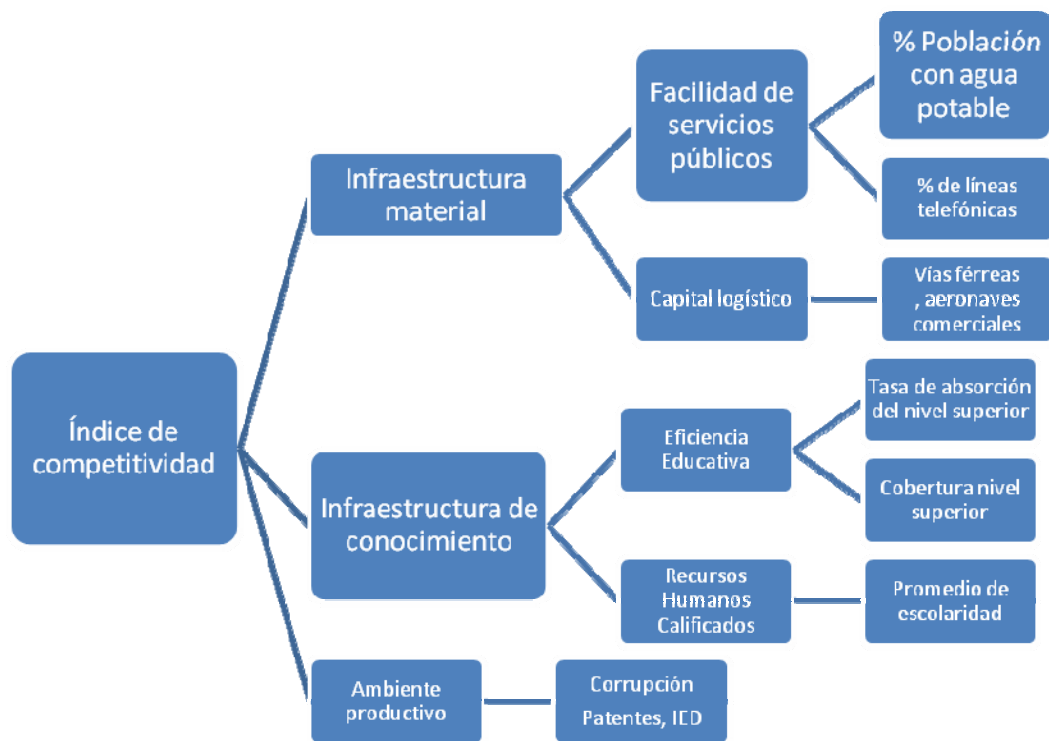 Índice de
competitividad
Infraestructura
material
Facilidad de
servicios
públicos
% Población
con agua
potable
% de líneas
telefónicas
Capital logístico
Vías férreas
, aeronaves
comerciales
Infraestructura de
conocimiento
Eficiencia
Educativa
Tasa de absorción
del nivel superior
Cobertura nivel
superior
Recursos
Humanos
Calificados
Promedio de
escolaridad
Ambiente
productivo
Corrupción
Patentes, IED